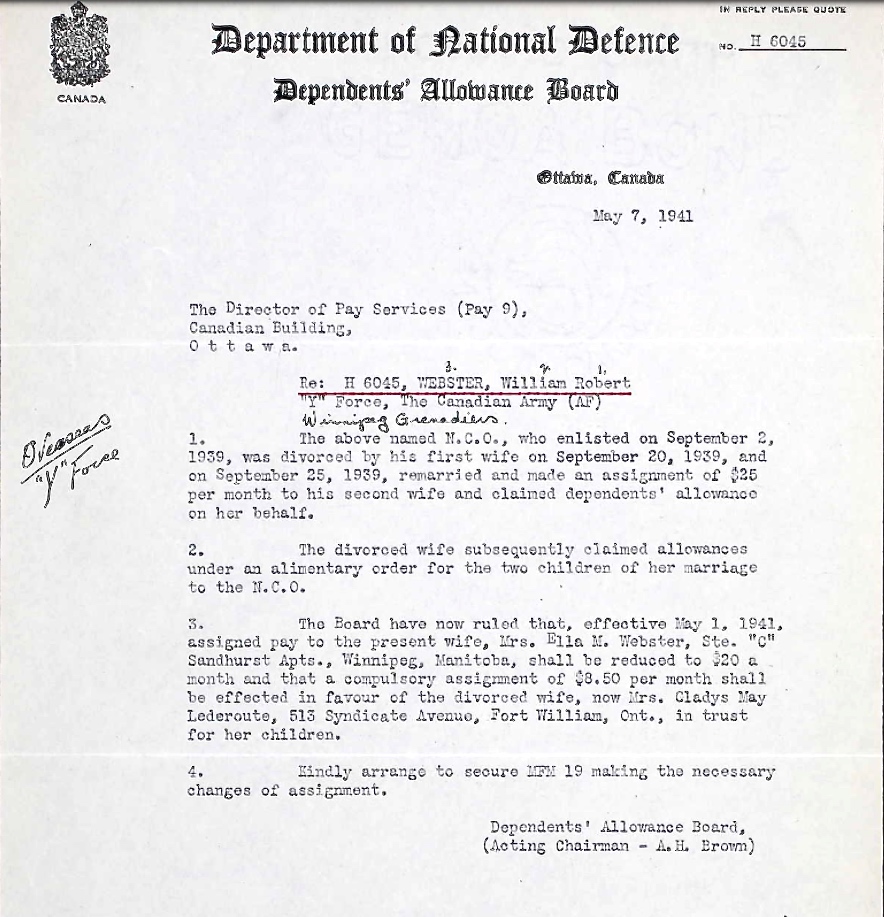 IN REPLY PLEASE QUOTE
Department of National Defence
NO. H 6045
Dependents' Allowance Board
CANADA
Ottawa, Canada
May 7, 1941
The Director of Pay Services (Pay 9),
Canadian Building,
O t t a w a.
3. 2 1,
Re: H 6045, WEBSTER, William Robert
"Y" Force, The Canadian Army (AF)
Winnipeg Grenadiers.
Overseas
"Y" Force
1. The above named N.C.O., who enlisted on September 2,
1939, was divorced by his first wife on September 20, 1939, and
on September 25, 1939, remarried and made an assignment of $25
per month to his second wife and claimed dependents' allowance
on her behalf.
2. The divorced wife subsequently claimed allowances
under an alimentary order for the two children of her marriage
to the N.C.O.
3. The Board have now ruled that, effective May 1, 1941,
assigned pay to the present wife, Mrs. Ella M. Webster, Ste. "C"
Sandhurst Apts., Winnipeg, Manitoba, shall be reduced to $20 a
month and that a compulsory assignment of $8.50 per month shall
be effected in favour of the divorced wife, now Mrs. Gladys May
Lederoute, 513 Syndicate Avenue, Fort William, Ont., in trust
for her children.
4. Kindly arrange to secure MFM 19 making the necessary
changes of assignment.
Dependents' Allowance Board,
(Acting Chairman - A.H. Brown)